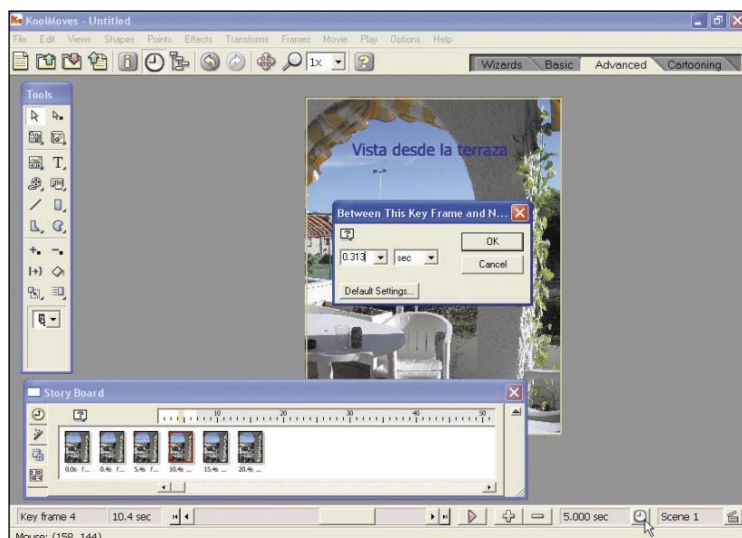 KoolMoves - Untitled
File Edit Views Shapes Points Effects Transforms Frames Movie Play Options Help
1x
Wizards Basic Advanced Cartooning
Tools
Vista desde la terraza
Between This Key Frame and N...
0.313 sec
OK
Cancel
Default Settings...
Story Board
10 20 30 40 50
0.0s f... 0.4s f... 5.4s f... 10.4s ... 15.4s ... 20.4s ...
Key frame 4 10.4 sec 5.000 sec Scene 1
Mouse: (158, 144)